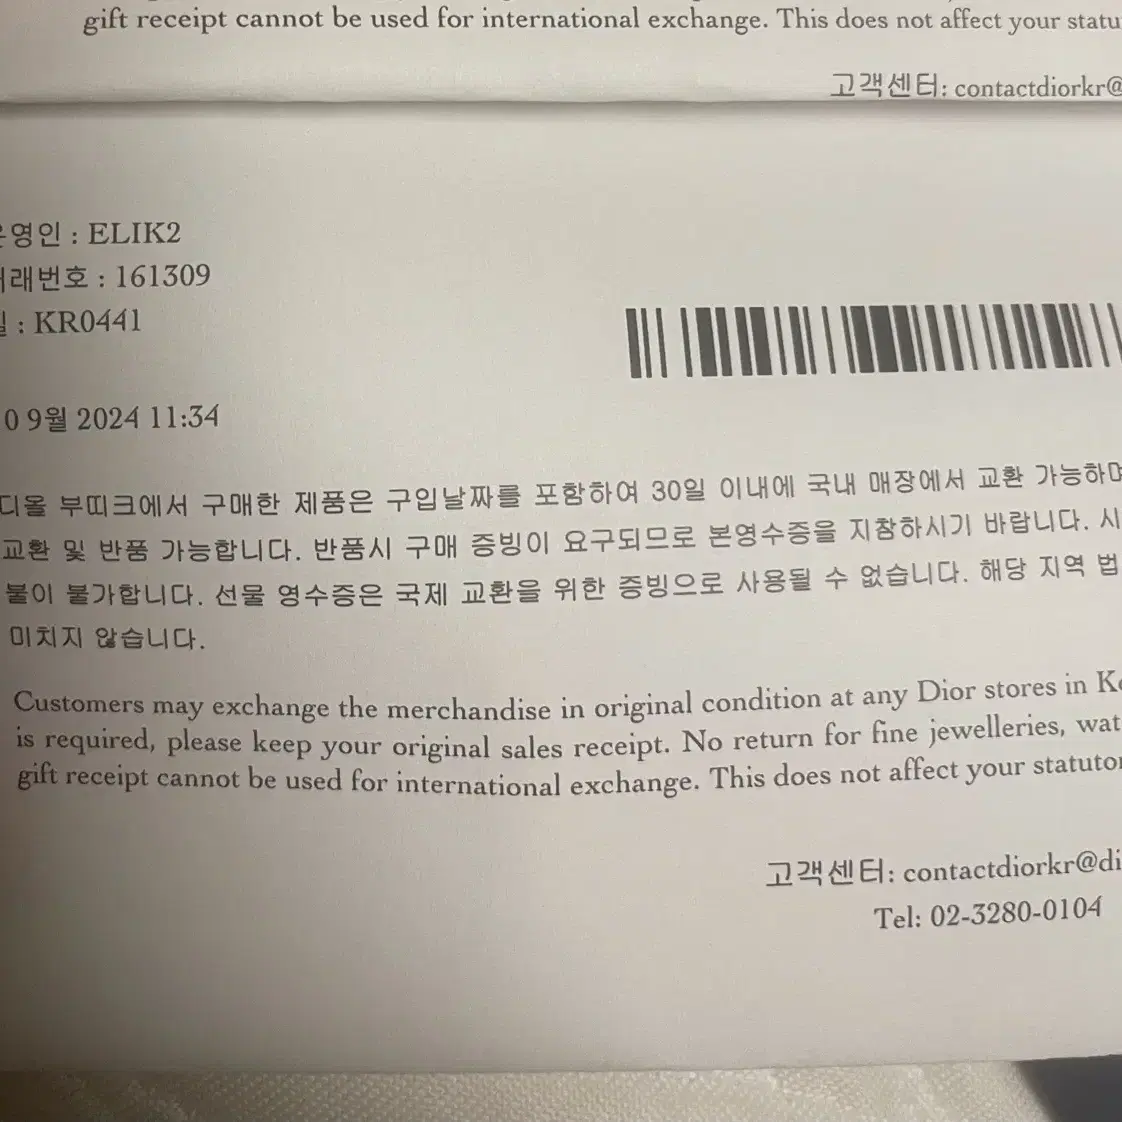 gift receipt cannot be used for international exchange. This does not affect your
고객센터: contactdiorkr@
영인 : ELIK2
래번호 : 161309
: KR0441
0 9월 2024 11:34
디올 부띠크에서 구매한 제품은 구입날짜를 포함하여 30일 이내에 국내 매장에서 교환 가능하며
교환 및 반품 가능합니다. 반품시 구매 증빙이 요구되므로 본영수증을 지참하시기 바랍니다. 시
불이 불가합니다. 선물 영수증은 국제 교환을 위한 증빙으로 사용될 수 없습니다. 해당 지역 법
미치지 않습니다.
Customers may exchange the merchandise in original condition at any Dior stores in
is required, please keep your original sales receipt. No return for fine jewelleries,
gift receipt cannot be used for international exchange. This does not affect your
고객센터: contactdiorkr@di
Tel: 02-3280-0104